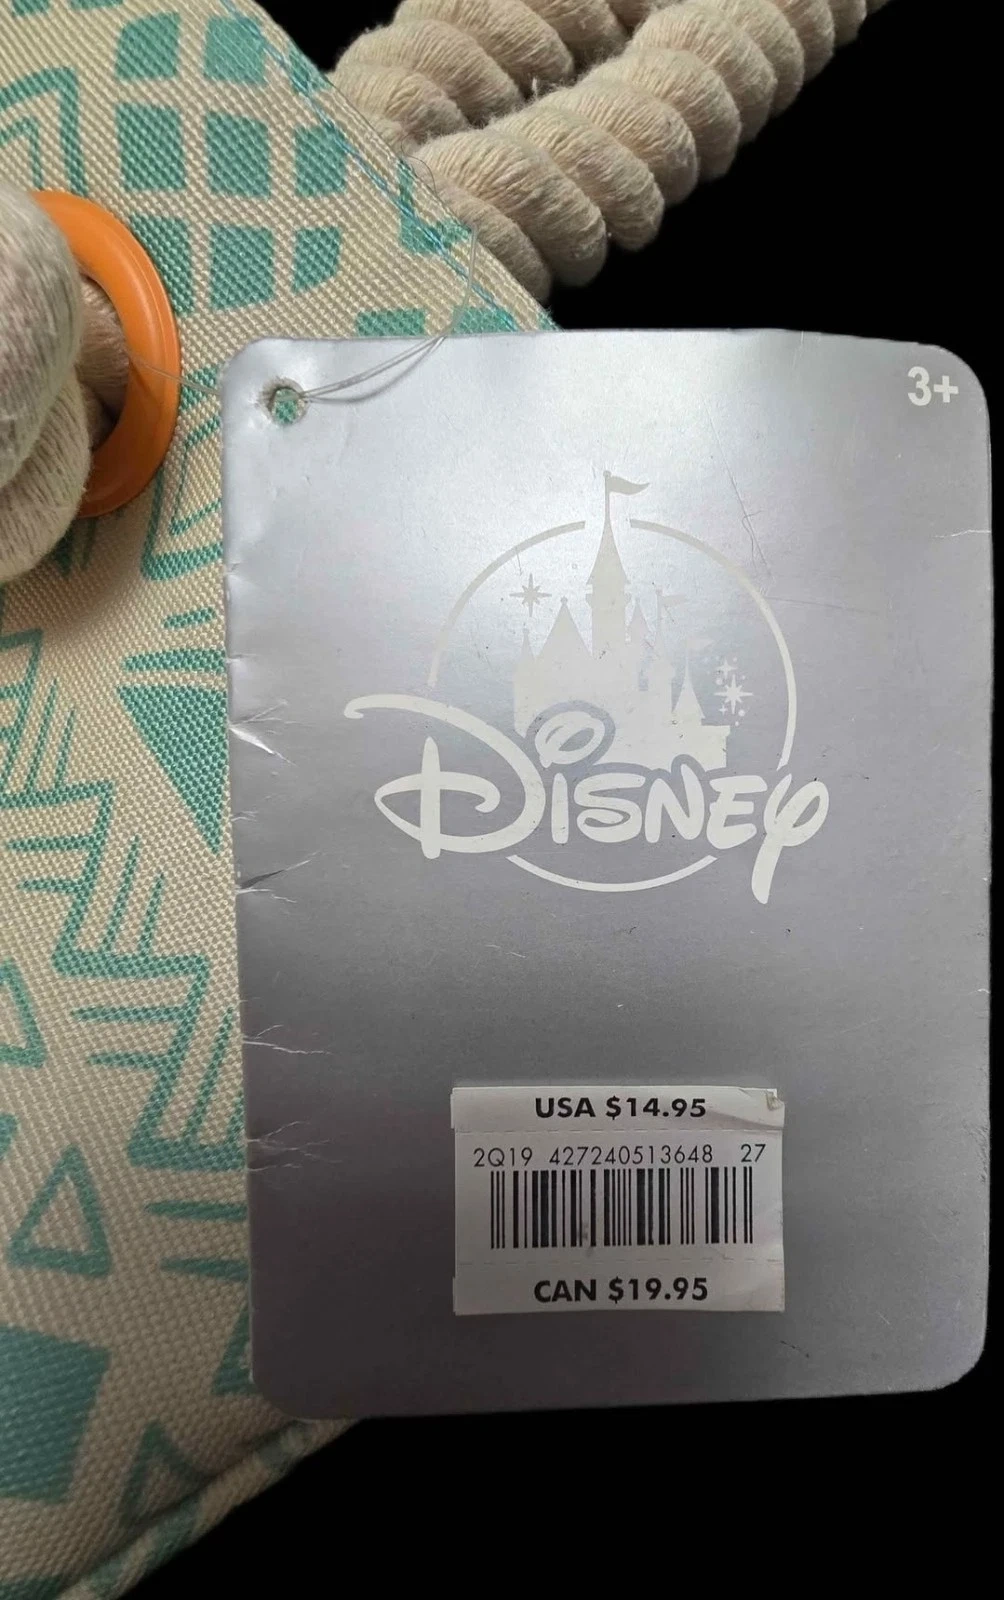 3+
Disney
USA $14.95
2Q19 427240513648 27
CAN $19.95